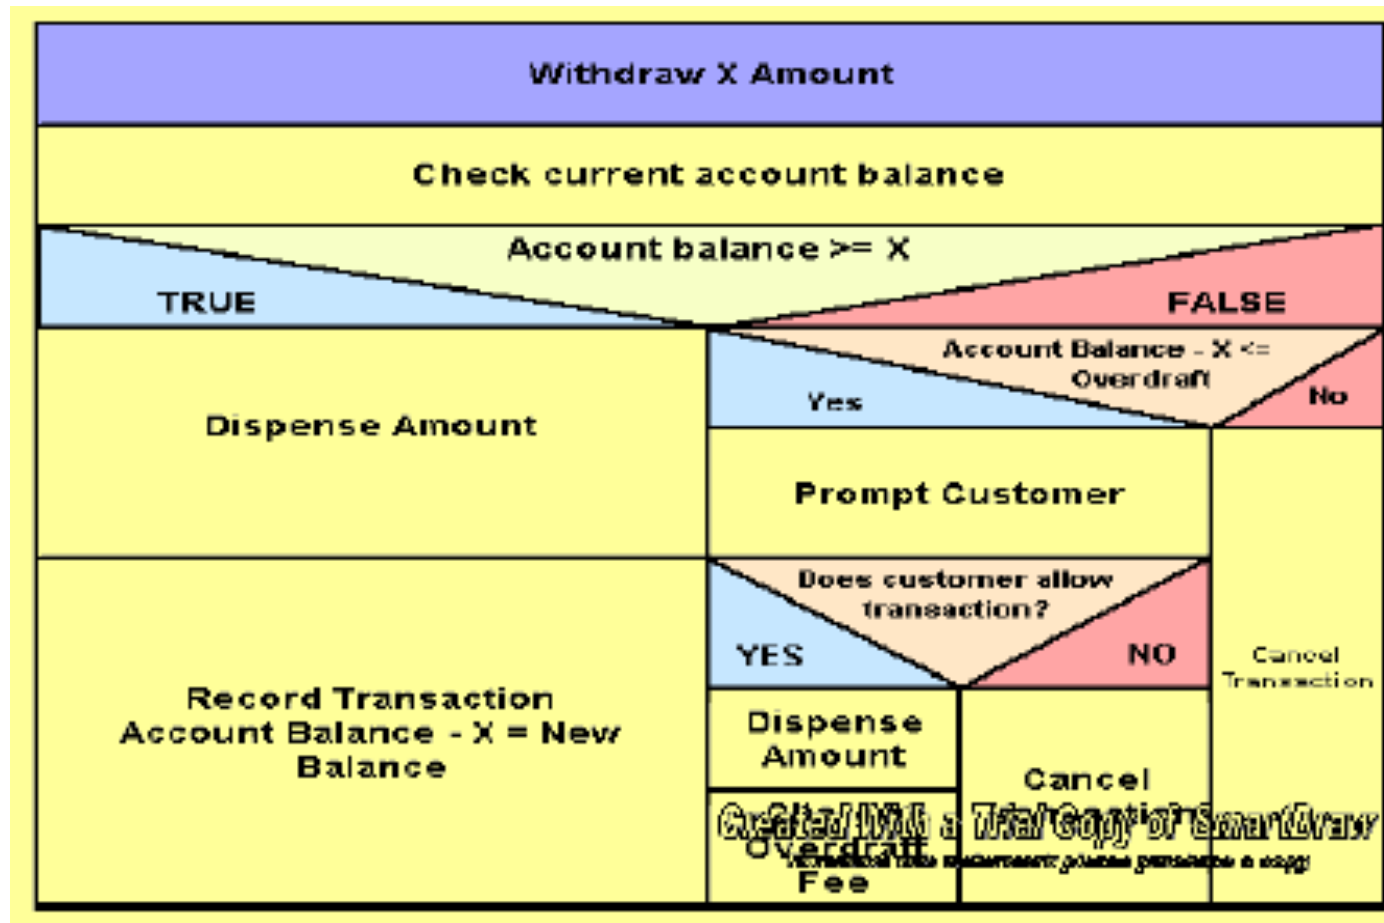 Withdraw X Amount
Check current account balance
Account balance >= X
TRUE
FALSE
Account Balance - X <=
Overdraft
Yes
No
Dispense Amount
Prompt Customer
Does customer allow
transaction?
YES
NO
Cancel
Transaction
Record Transaction
Account Balance - X = New
Balance
Dispense
Amount
Cancel
Created With a Trial Copy of SmartDraw
Overdraft
Fee